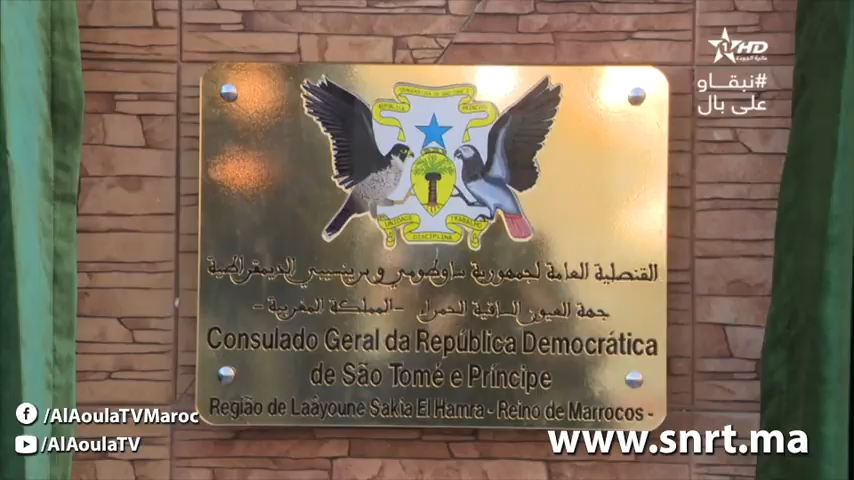 HD
عالية الجودة
#نبقاو
على بال
UNIDADE
TRABALHO
DISCIPLINA
القنصلية العامة لجمهورية ساوطومي و برينسيبي الديمقراطية
جهة العيون الساقية الحمراء - المملكة المغربية -
Consulado Geral da República Democrática
de São Tomé e Príncipe
Região de Laâyoune Sakia El Hamra - Reino de Marrocos -
/AlAoulaTVMaroc
/AlAoulaTV
www.snrt.ma